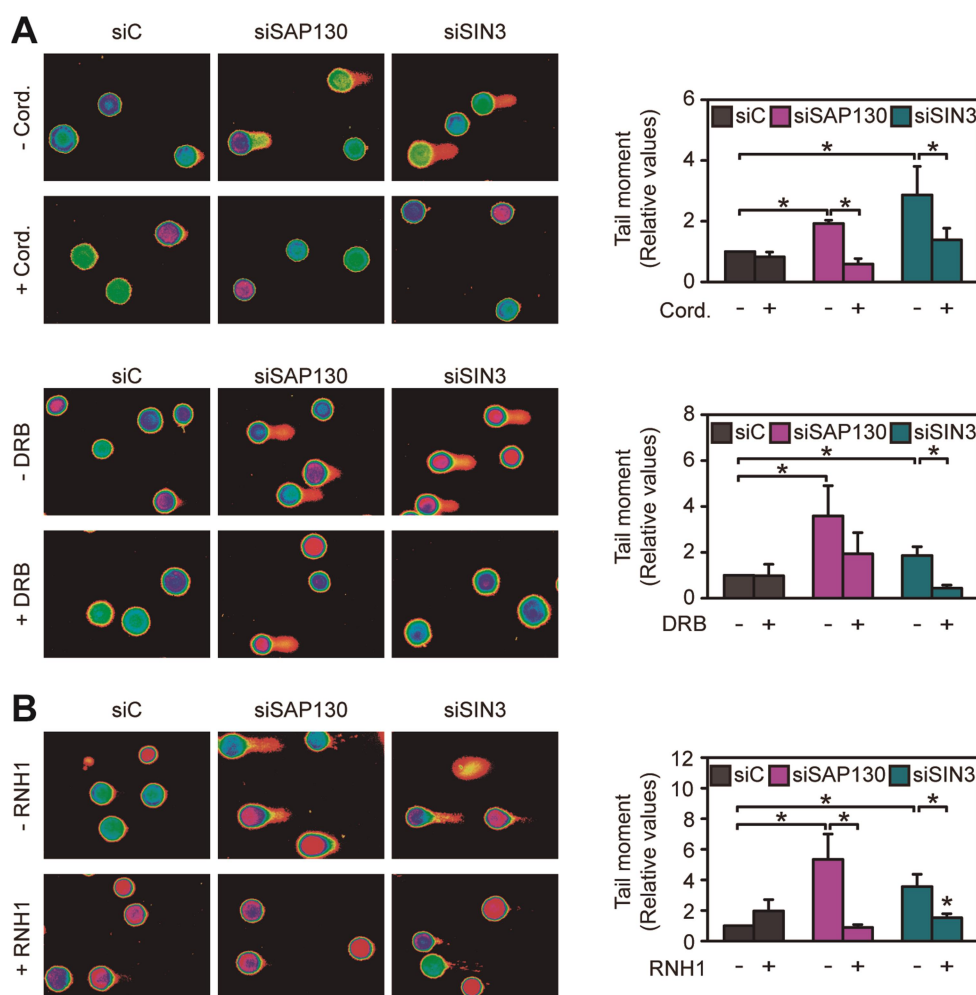 A
siC siSAP130 siSIN3
- Cord.
+ Cord.
6
4
2
0
Tail moment
(Relative values)
siC siSAP130 siSIN3
* * * *
Cord. - + - + - +
siC siSAP130 siSIN3
- DRB
+ DRB
8
6
4
2
0
Tail moment
(Relative values)
siC siSAP130 siSIN3
* * *
DRB - + - + - +
B
siC siSAP130 siSIN3
- RNH1
+ RNH1
12
10
8
6
4
2
0
Tail moment
(Relative values)
siC siSAP130 siSIN3
* * * * *
RNH1 - + - + - +